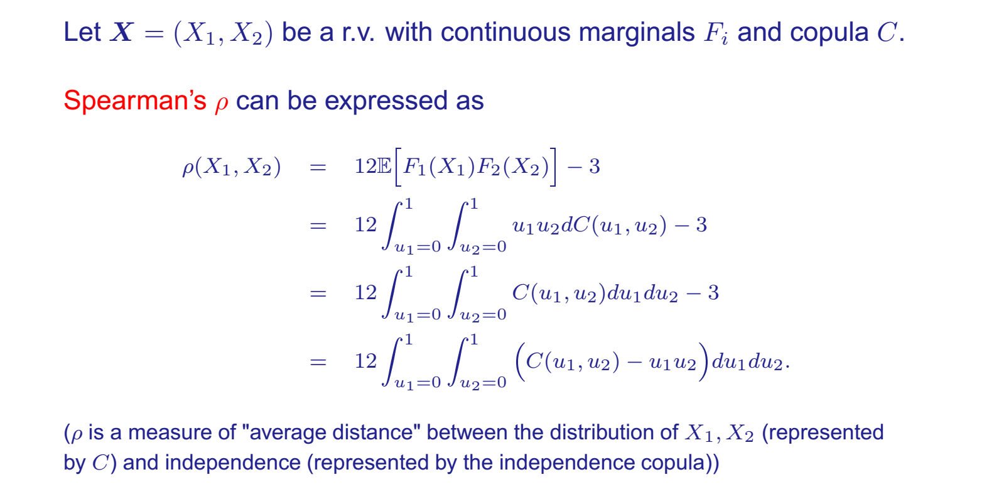 Let $\boldsymbol{X} = (X_1, X_2)$ be a r.v. with continuous marginals $F_i$ and copula $C$.
Spearman's $\rho$ can be expressed as
$\rho(X_1, X_2) = 12\mathbb{E}\Big[F_1(X_1)F_2(X_2)\Big] - 3$
$= 12 \int_{u_1=0}^{1} \int_{u_2=0}^{1} u_1 u_2 dC(u_1, u_2) - 3$
$= 12 \int_{u_1=0}^{1} \int_{u_2=0}^{1} C(u_1, u_2) du_1 du_2 - 3$
$= 12 \int_{u_1=0}^{1} \int_{u_2=0}^{1} \Big(C(u_1, u_2) - u_1 u_2\Big) du_1 du_2.$
($\rho$ is a measure of "average distance" between the distribution of $X_1, X_2$ (represented
by $C$) and independence (represented by the independence copula))